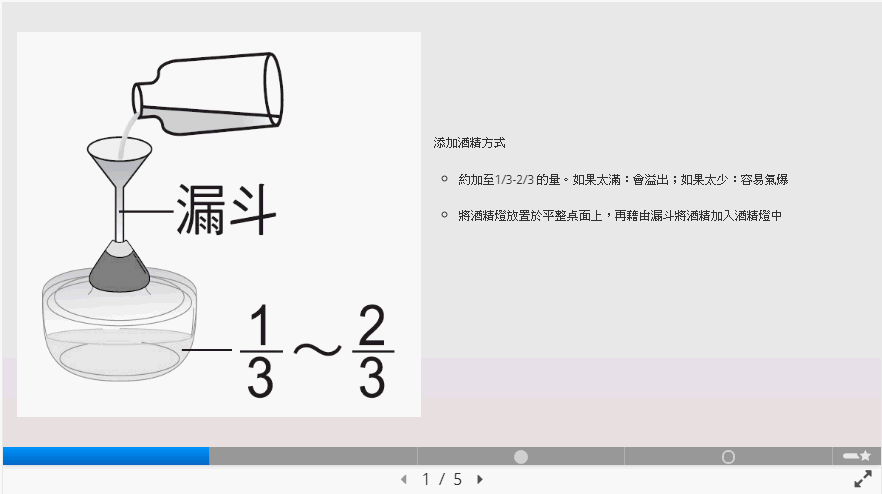 漏斗
1/3～2/3
添加酒精方式
約加至1/3-2/3的量。如果太滿：會溢出；如果太少：容易氣爆
將酒精燈放置於平整桌面上，再藉由漏斗將酒精加入酒精燈中
1 / 5